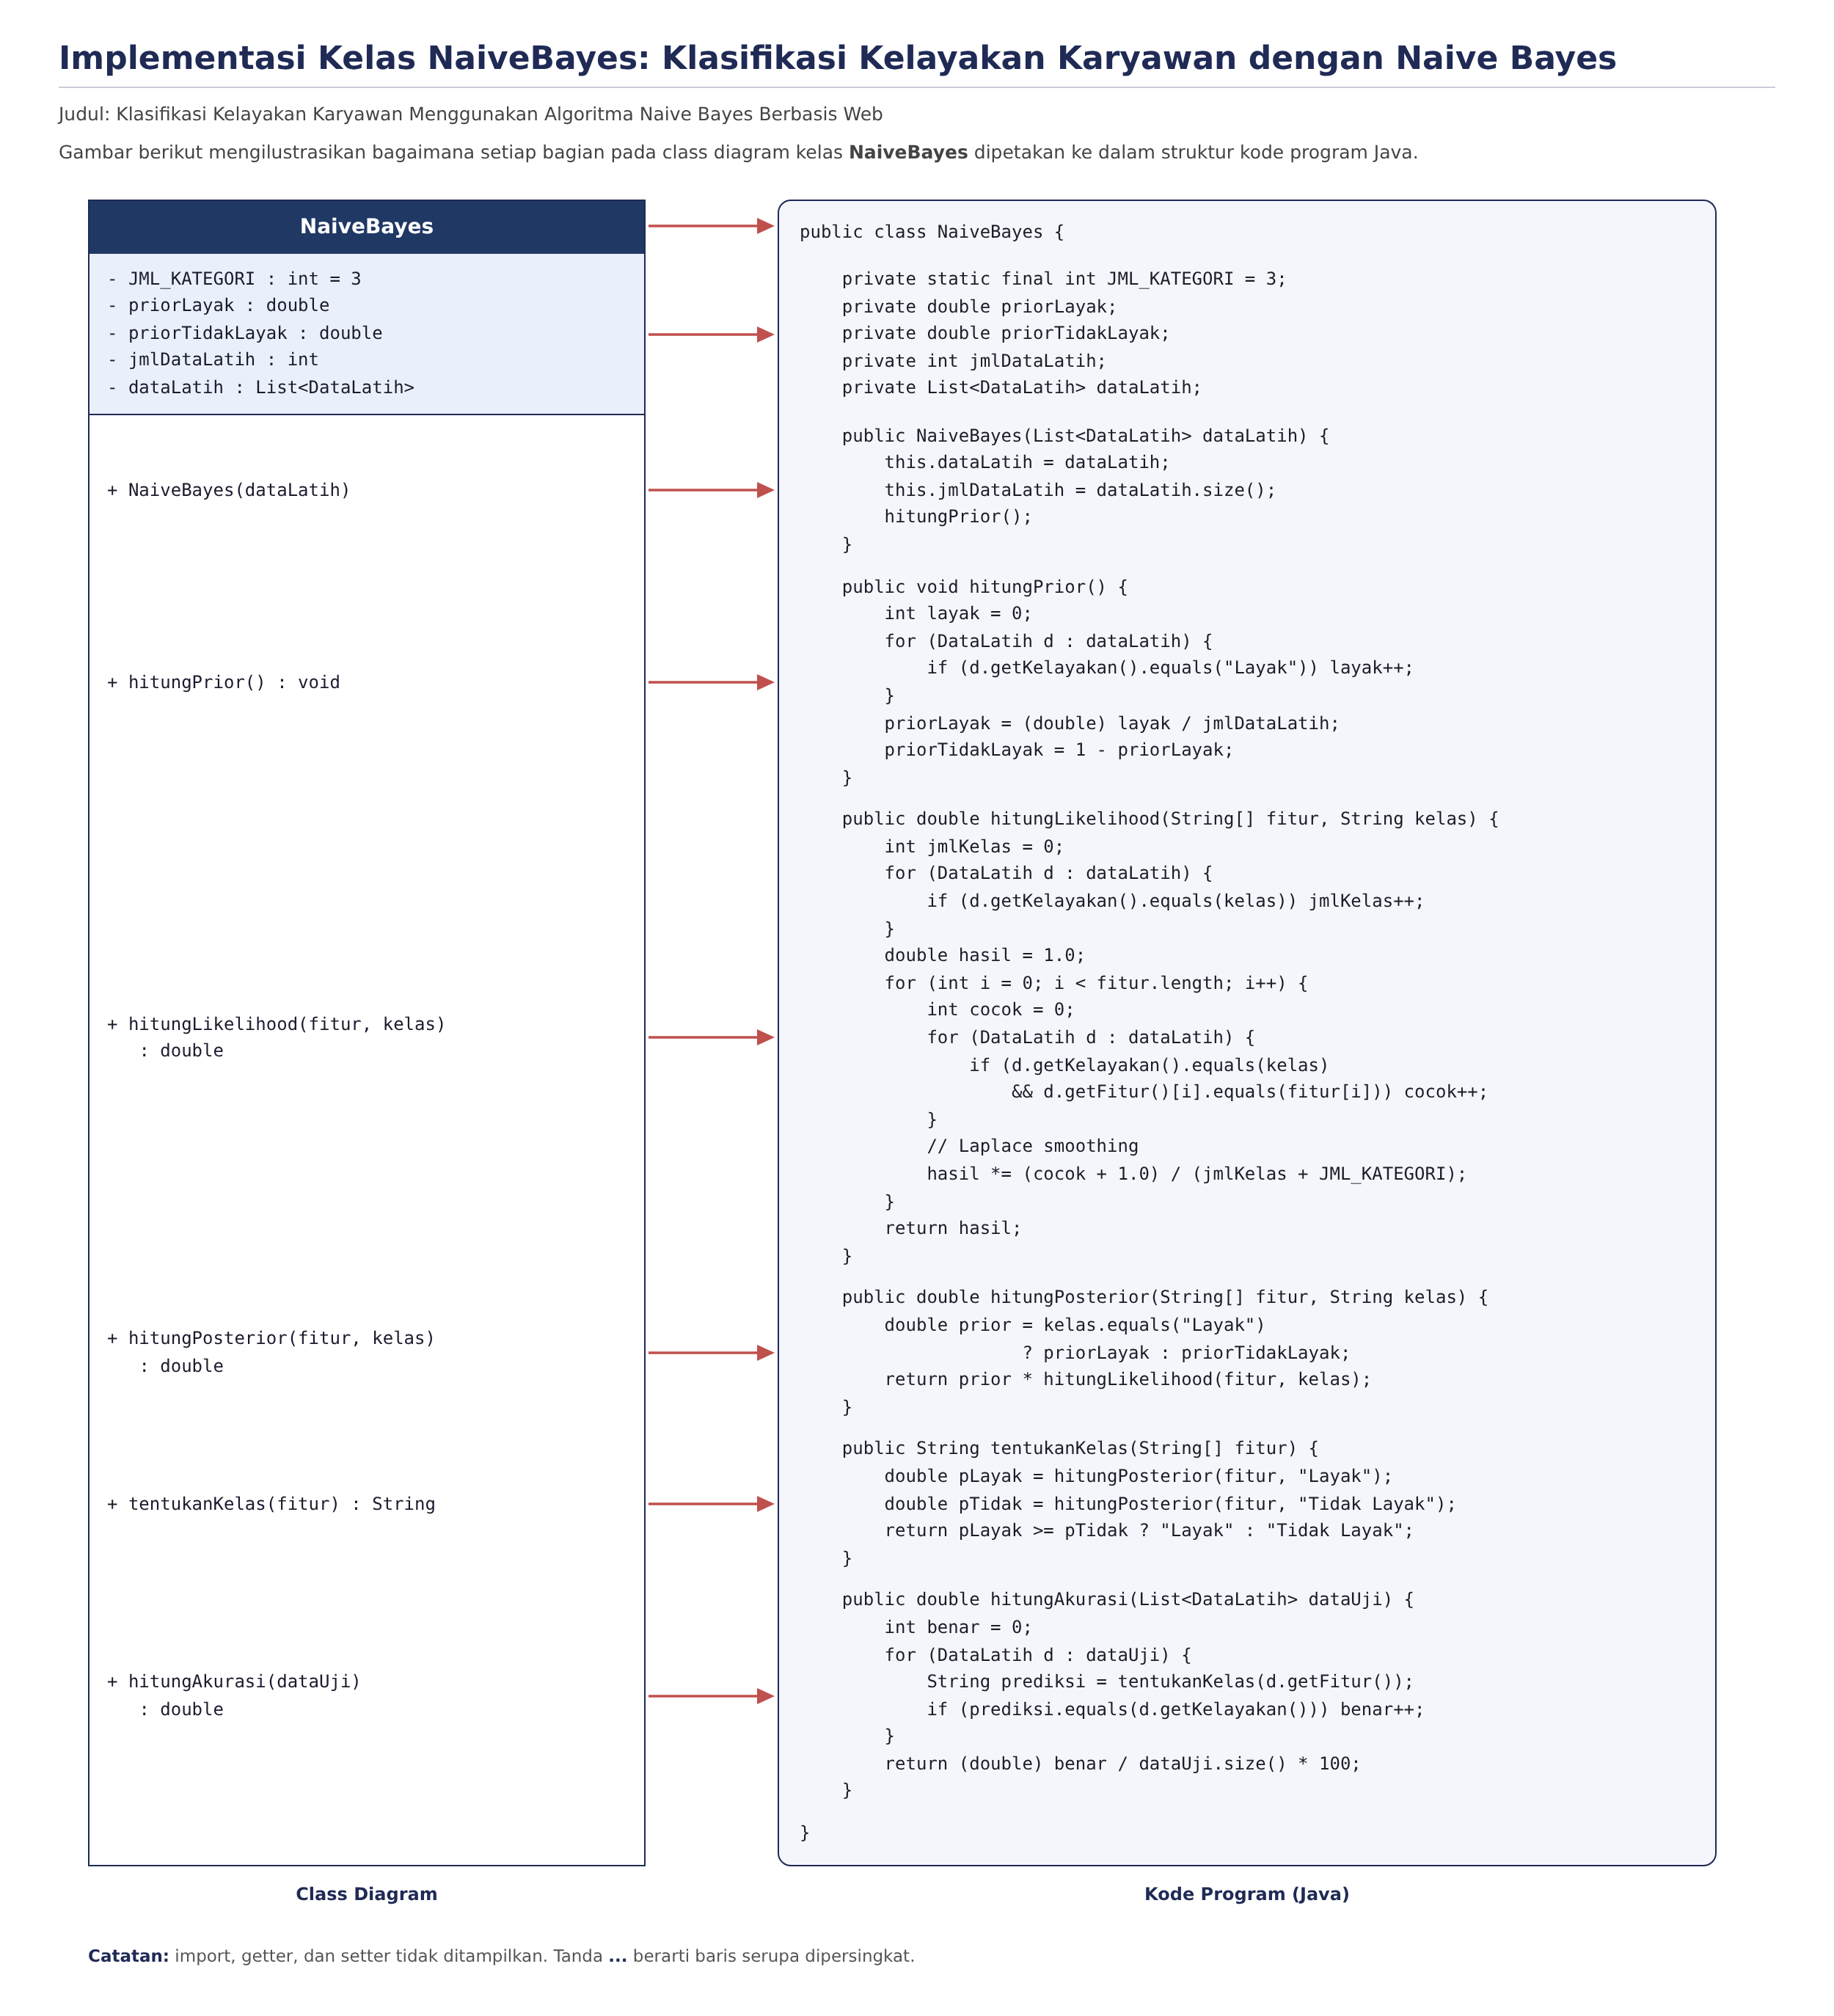 Implementasi Kelas NaiveBayes: Klasifikasi Kelayakan Karyawan dengan Naive Bayes
Judul: Klasifikasi Kelayakan Karyawan Menggunakan Algoritma Naive Bayes Berbasis Web
Gambar berikut mengilustrasikan bagaimana setiap bagian pada class diagram kelas NaiveBayes dipetakan ke dalam struktur kode program Java.
NaiveBayes
- JML_KATEGORI : int = 3
- priorLayak : double
- priorTidakLayak : double
- jmlDataLatih : int
- dataLatih : List<DataLatih>
+ NaiveBayes(dataLatih)
+ hitungPrior() : void
+ hitungLikelihood(fitur, kelas)
   : double
+ hitungPosterior(fitur, kelas)
   : double
+ tentukanKelas(fitur) : String
+ hitungAkurasi(dataUji)
   : double
Class Diagram
public class NaiveBayes {
    private static final int JML_KATEGORI = 3;
    private double priorLayak;
    private double priorTidakLayak;
    private int jmlDataLatih;
    private List<DataLatih> dataLatih;
    public NaiveBayes(List<DataLatih> dataLatih) {
        this.dataLatih = dataLatih;
        this.jmlDataLatih = dataLatih.size();
        hitungPrior();
    }
    public void hitungPrior() {
        int layak = 0;
        for (DataLatih d : dataLatih) {
            if (d.getKelayakan().equals("Layak")) layak++;
        }
        priorLayak = (double) layak / jmlDataLatih;
        priorTidakLayak = 1 - priorLayak;
    }
    public double hitungLikelihood(String[] fitur, String kelas) {
        int jmlKelas = 0;
        for (DataLatih d : dataLatih) {
            if (d.getKelayakan().equals(kelas)) jmlKelas++;
        }
        double hasil = 1.0;
        for (int i = 0; i < fitur.length; i++) {
            int cocok = 0;
            for (DataLatih d : dataLatih) {
                if (d.getKelayakan().equals(kelas)
                    && d.getFitur()[i].equals(fitur[i])) cocok++;
            }
            // Laplace smoothing
            hasil *= (cocok + 1.0) / (jmlKelas + JML_KATEGORI);
        }
        return hasil;
    }
    public double hitungPosterior(String[] fitur, String kelas) {
        double prior = kelas.equals("Layak")
                     ? priorLayak : priorTidakLayak;
        return prior * hitungLikelihood(fitur, kelas);
    }
    public String tentukanKelas(String[] fitur) {
        double pLayak = hitungPosterior(fitur, "Layak");
        double pTidak = hitungPosterior(fitur, "Tidak Layak");
        return pLayak >= pTidak ? "Layak" : "Tidak Layak";
    }
    public double hitungAkurasi(List<DataLatih> dataUji) {
        int benar = 0;
        for (DataLatih d : dataUji) {
            String prediksi = tentukanKelas(d.getFitur());
            if (prediksi.equals(d.getKelayakan())) benar++;
        }
        return (double) benar / dataUji.size() * 100;
    }
}
Kode Program (Java)
Catatan: import, getter, dan setter tidak ditampilkan. Tanda ... berarti baris serupa dipersingkat.